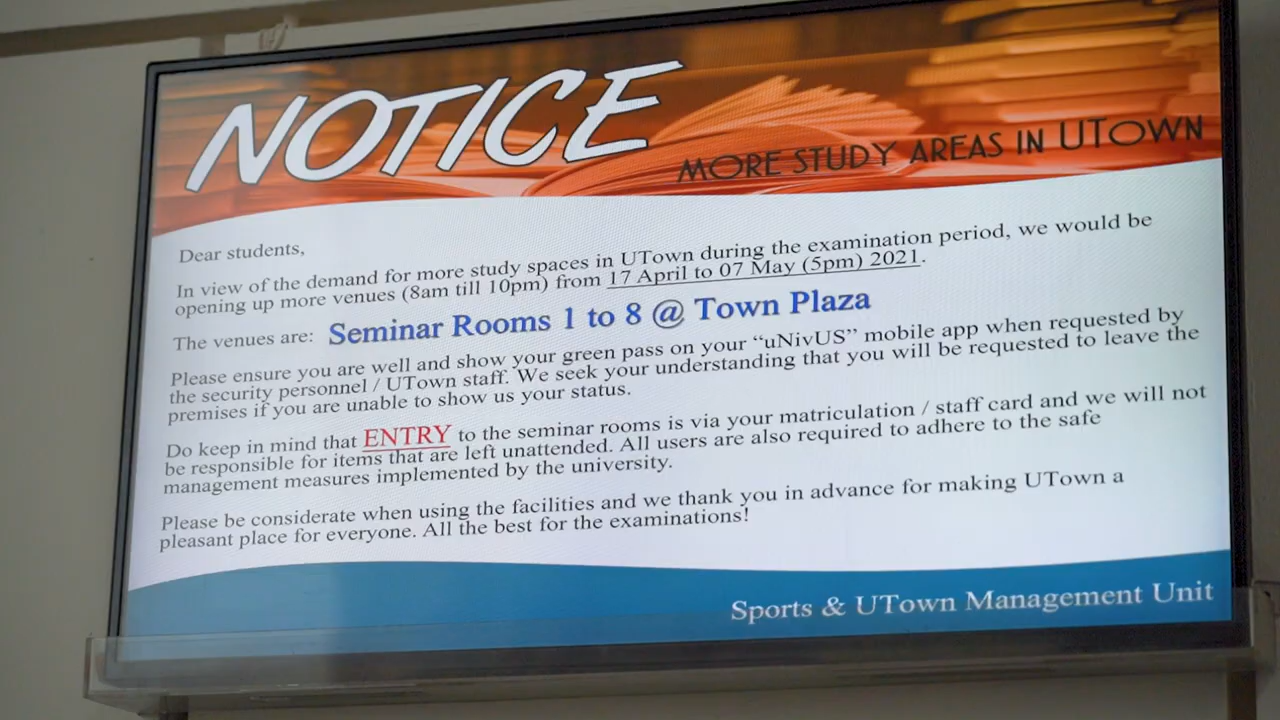 NOTICE
MORE STUDY AREAS IN UTOWN
Dear students,
In view of the demand for more study spaces in UTown during the examination period, we would be
opening up more venues (8am till 10pm) from 17 April to 07 May (5pm) 2021.
The venues are: Seminar Rooms 1 to 8 @ Town Plaza
Please ensure you are well and show your green pass on your “uNivUS” mobile app when requested by
the security personnel / UTown staff. We seek your understanding that you will be requested to leave the
premises if you are unable to show us your status.
Do keep in mind that ENTRY to the seminar rooms is via your matriculation / staff card and we will not
be responsible for items that are left unattended. All users are also required to adhere to the safe
management measures implemented by the university.
Please be considerate when using the facilities and we thank you in advance for making UTown a
pleasant place for everyone. All the best for the examinations!
Sports & UTown Management Unit